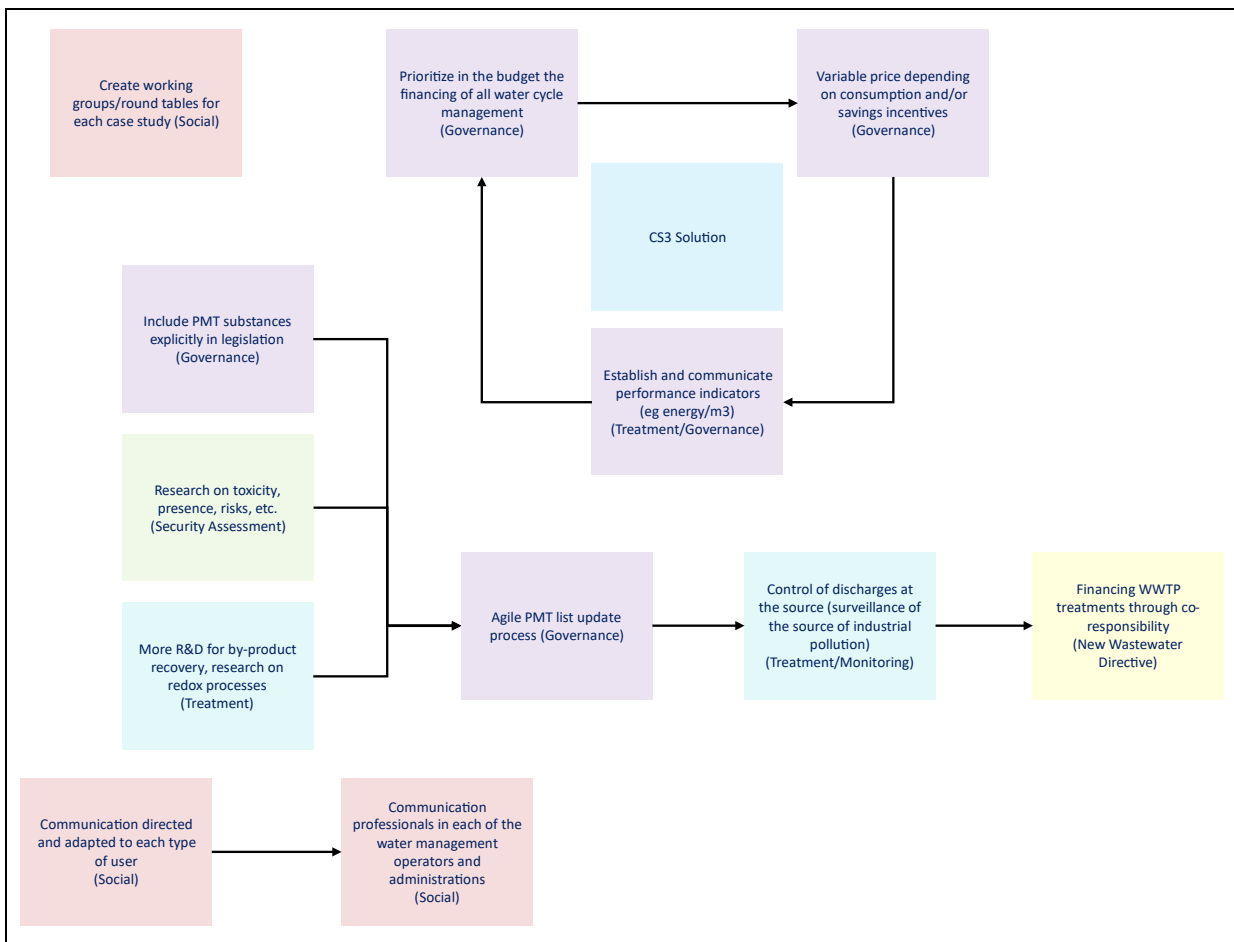 Create working
groups/round tables for
each case study (Social)
Prioritize in the budget the
financing of all water cycle
management
(Governance)
Variable price depending
on consumption and/or
savings incentives
(Governance)
CS3 Solution
Include PMT substances
explicitly in legislation
(Governance)
Establish and communicate
performance indicators
(eg energy/m3)
(Treatment/Governance)
Research on toxicity,
presence, risks, etc.
(Security Assessment)
More R&D for by-product
recovery, research on
redox processes
(Treatment)
Agile PMT list update
process (Governance)
Control of discharges at
the source (surveillance of
the source of industrial
pollution)
(Treatment/Monitoring)
Financing WWTP
treatments through co-
responsibility
(New Wastewater
Directive)
Communication directed
and adapted to each type
of user
(Social)
Communication
professionals in each of the
water management
operators and
administrations
(Social)